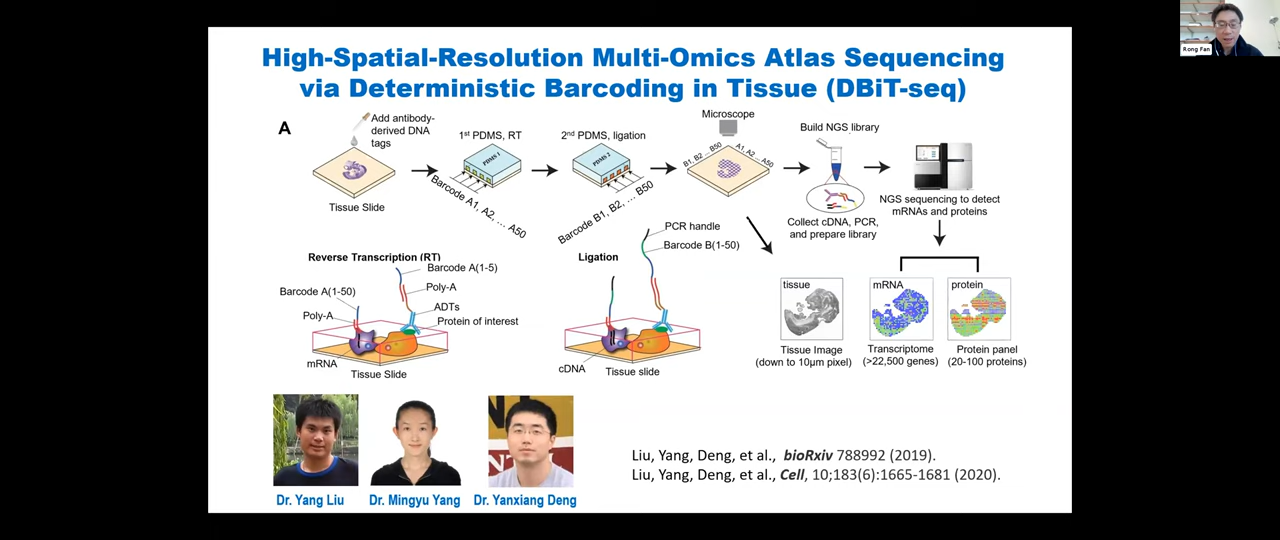 High-Spatial-Resolution Multi-Omics Atlas Sequencing
via Deterministic Barcoding in Tissue (DBiT-seq)
Rong Fan
A
Add antibody-
derived DNA
tags
Tissue Slide
1st PDMS, RT
PDMS 1
Barcode A1, A2, ... A50
2nd PDMS, ligation
PDMS 2
Barcode B1, B2, ... B50
Microscope
B1, B2 ... B50
A1, A2 ... A50
Build NGS library
Collect cDNA, PCR,
and prepare library
NGS sequencing to detect
mRNAs and proteins
Reverse Transcription (RT)
Barcode A(1-50)
Poly-A
mRNA
Barcode A(1-5)
Poly-A
ADTs
Protein of interest
Tissue Slide
Ligation
PCR handle
Barcode B(1-50)
cDNA
Tissue slide
tissue
Tissue Image
(down to 10μm pixel)
mRNA
Transcriptome
(>22,500 genes)
protein
Protein panel
(20-100 proteins)
Dr. Yang Liu
Dr. Mingyu Yang
Dr. Yanxiang Deng
Liu, Yang, Deng, et al., bioRxiv 788992 (2019).
Liu, Yang, Deng, et al., Cell, 10;183(6):1665-1681 (2020).